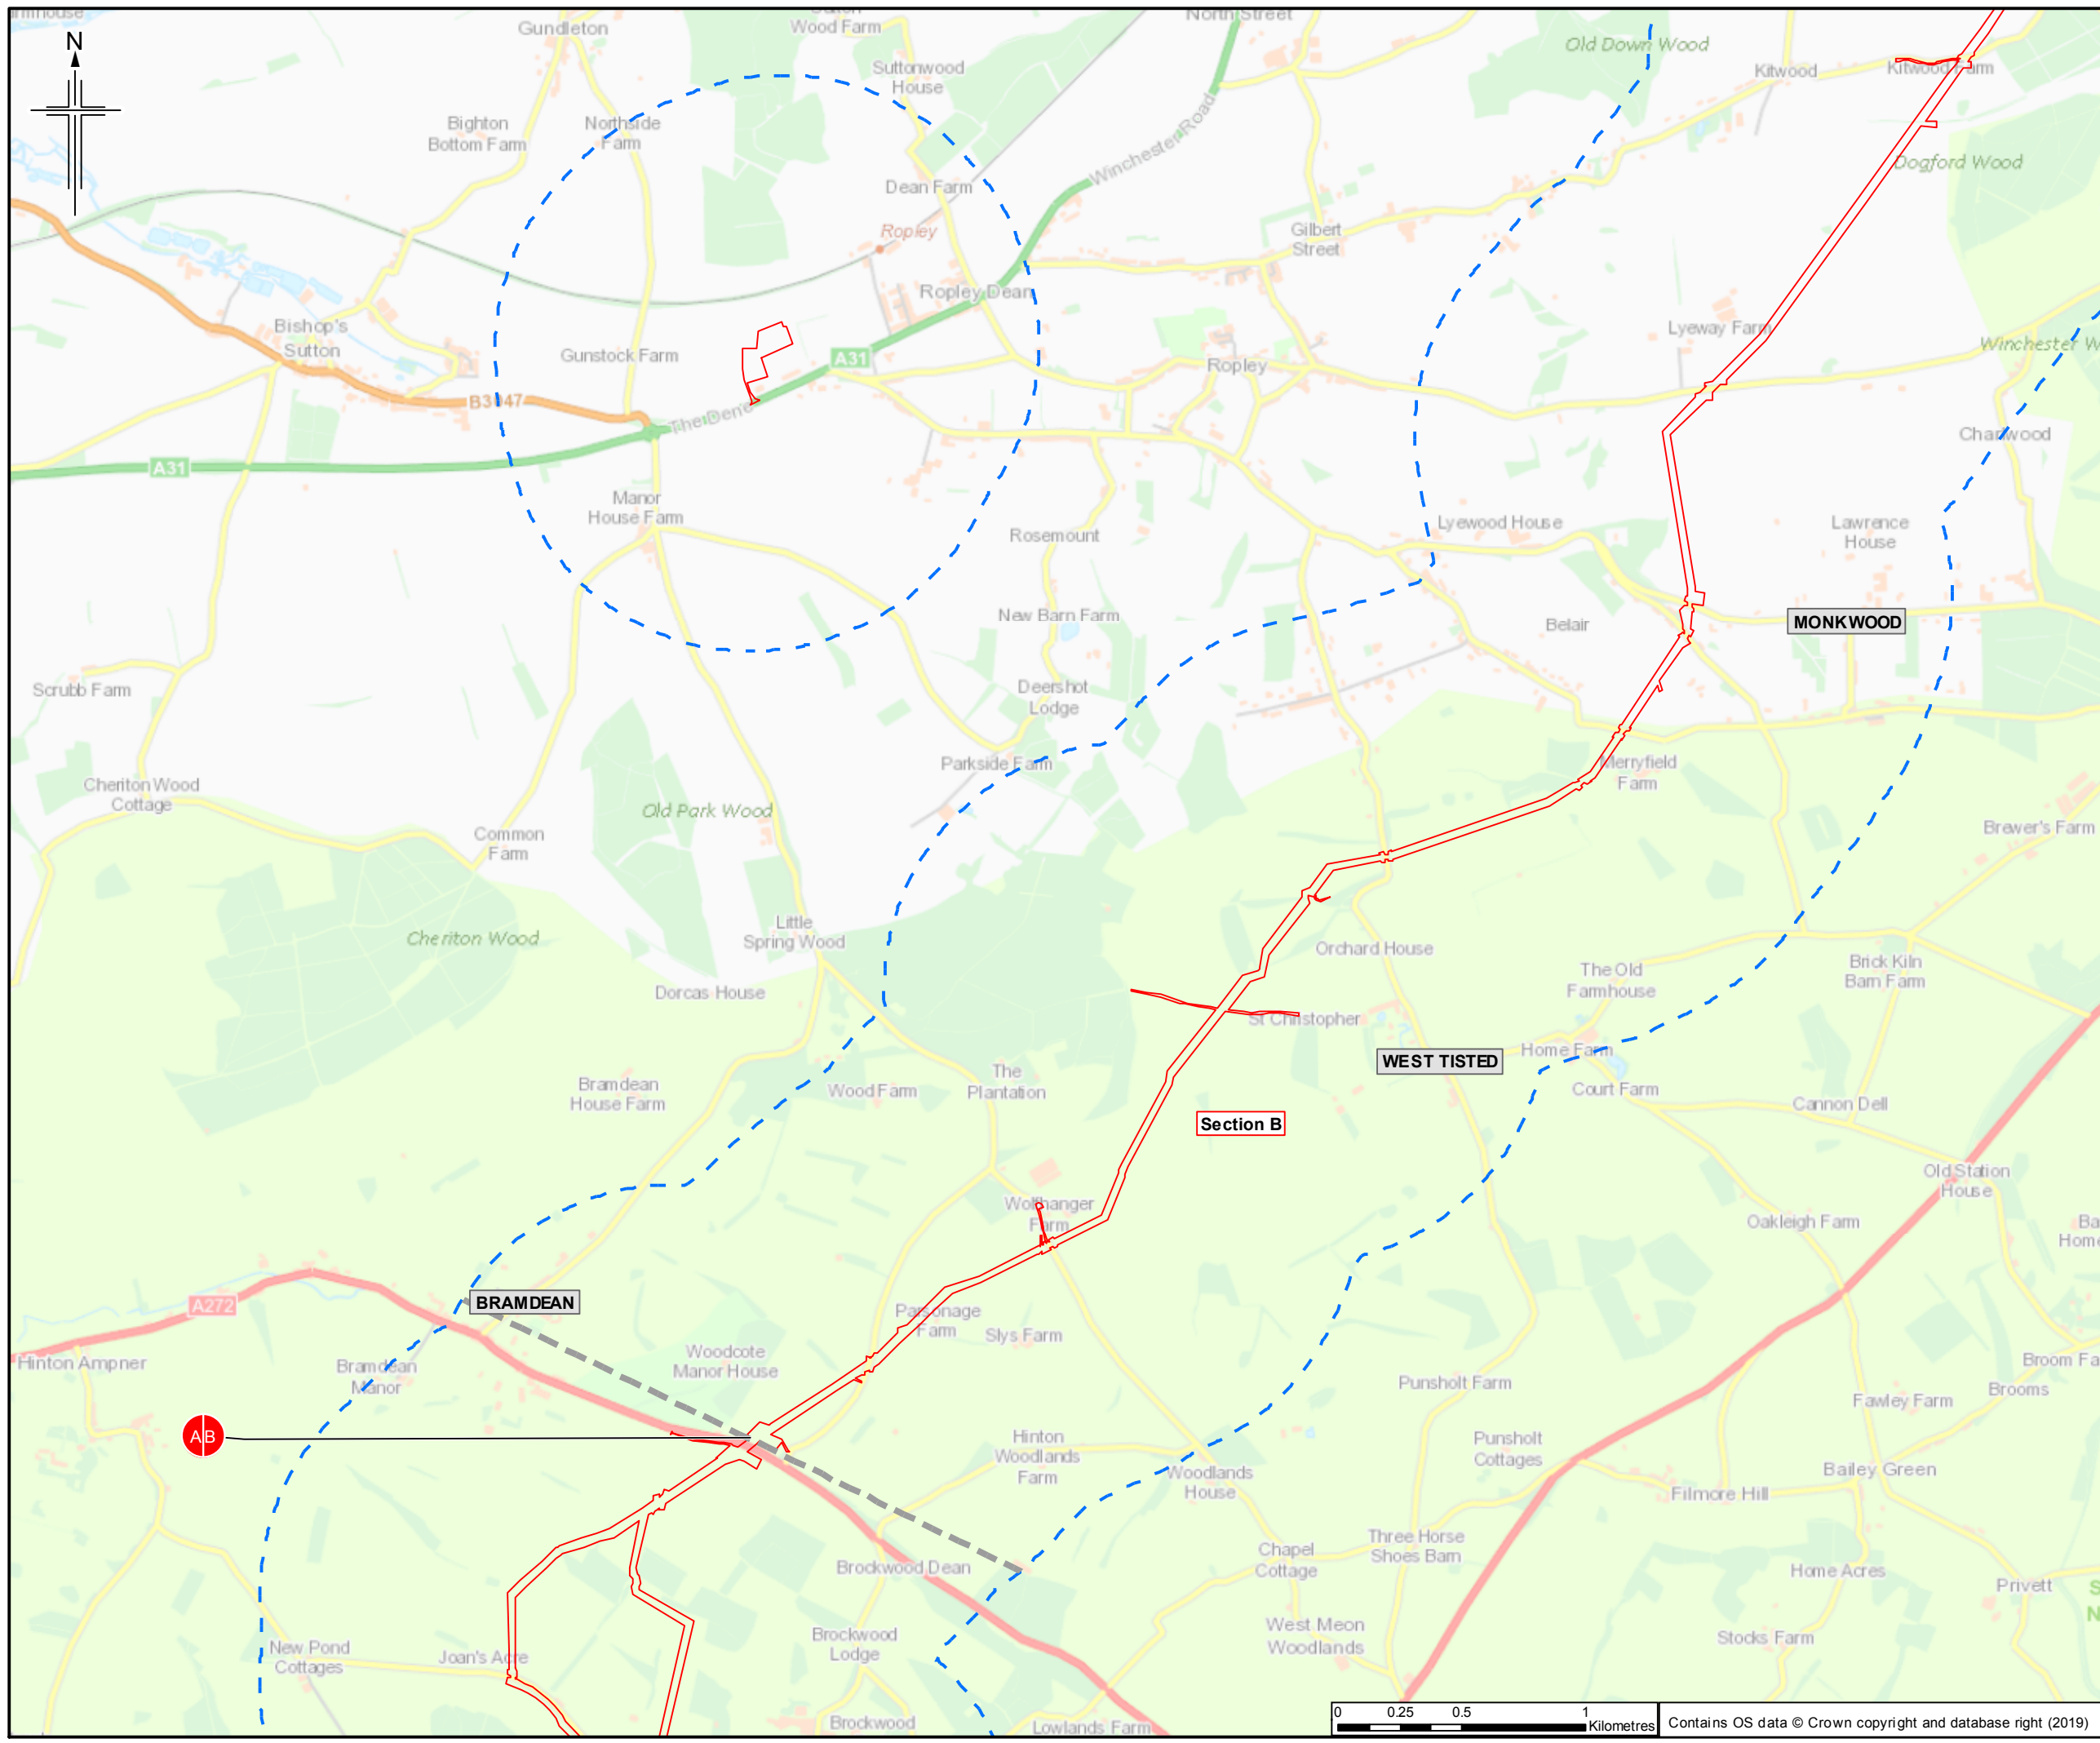 North Street
Gundleton
Wood Farm
Old Down Wood
N
Suttonwood
House
Kitwood
Kitwood Farm
Bighton
Bottom Farm
Northside
Farm
Winchester Road
Dogford Wood
Dean Farm
Ropley
Gilbert
Street
Ropley Dean
Bishop's
Sutton
Gunstock Farm
A31
Lyeway Farm
Winchester W
Ropley
B3047
The Dene
Charlwood
A31
Manor
House Farm
Lyewood House
Lawrence
House
Rosemount
New Barn Farm
Belair
MONKWOOD
Scrubb Farm
Deershot
Lodge
Parkside Farm
Merryfield
Farm
Cheriton Wood
Cottage
Old Park Wood
Common
Farm
Brewer's Farm
Cheriton Wood
Little
Spring Wood
Orchard House
The Old
Farmhouse
Brick Kiln
Barn Farm
Dorcas House
St Christopher
WEST TISTED
Home Farm
Bramdean
House Farm
Wood Farm
The
Plantation
Court Farm
Cannon Dell
Section B
Old Station
House
Wolfhanger
Farm
Oakleigh Farm
Ba
Home
BRAMDEAN
A272
Parsonage
Farm
Slys Farm
Hinton Ampner
Bramdean
Manor
Woodcote
Manor House
Punsholt Farm
Broom Fa
Brooms
Fawley Farm
A B
Hinton
Woodlands
Farm
Punsholt
Cottages
Woodlands
House
Bailey Green
Filmore Hill
Three Horse
Shoes Barn
Chapel
Cottage
Brockwood Dean
Home Acres
Privett
S
N
West Meon
Woodlands
Brockwood
Lodge
Stocks Farm
New Pond
Cottages
Joan's Acre
Brockwood
Lowlands Farm
0 0.25 0.5 1
Kilometres
Contains OS data © Crown copyright and database right (2019)